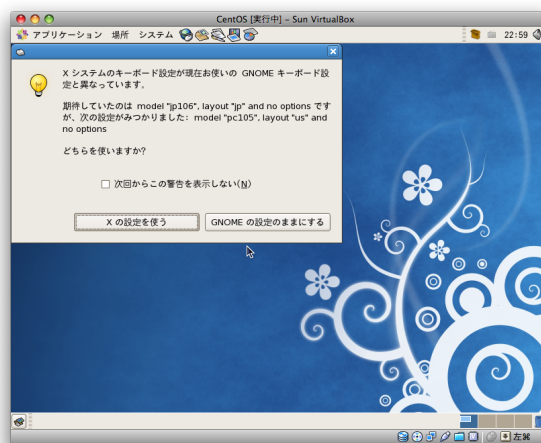 CentOS [実行中] - Sun VirtualBox
アプリケーション 場所 システム
22:59
X システムのキーボード設定が現在お使いの GNOME キーボード設
定と異なっています。
期待していたのは model "jp106", layout "jp" and no options です
が、次の設定がみつかりました: model "pc105", layout "us" and
no options
どちらを使いますか?
次回からこの警告を表示しない(N)
X の設定を使う
GNOME の設定のままにする
左⌘